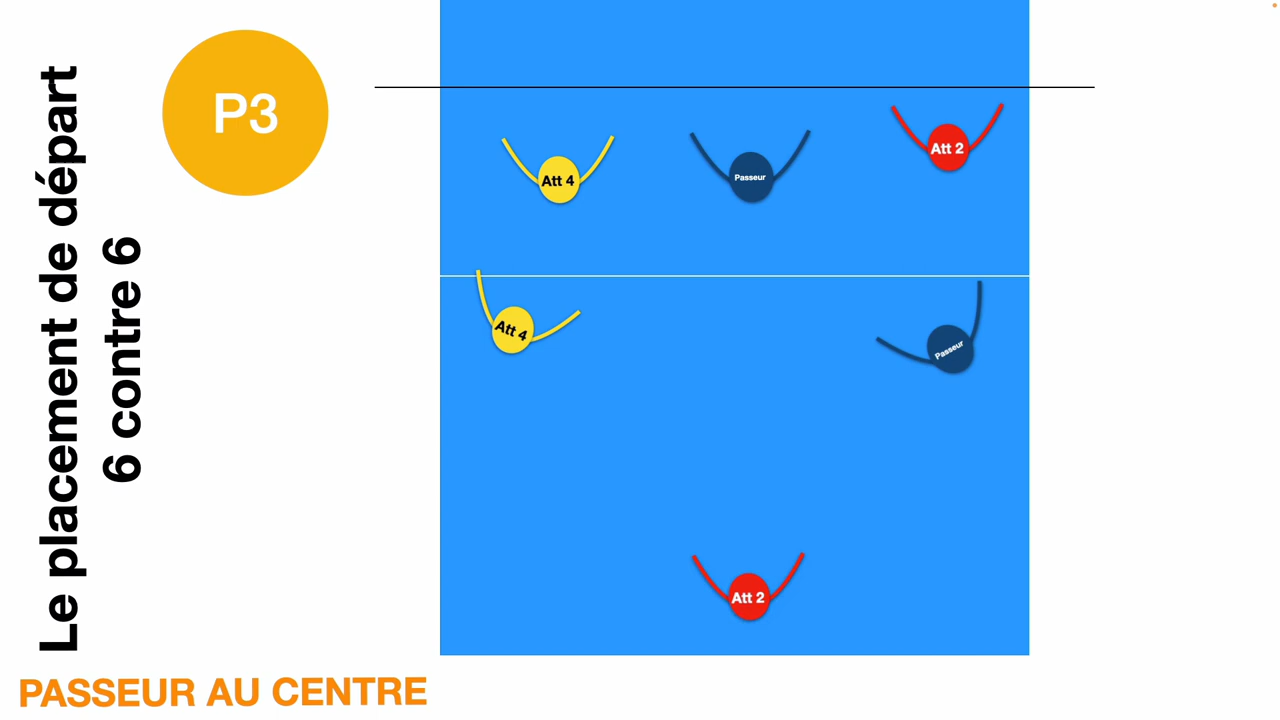 Le placement de départ
6 contre 6
P3
Att 4
Passeur
Att 2
Att 4
Passeur
Att 2
PASSEUR AU CENTRE